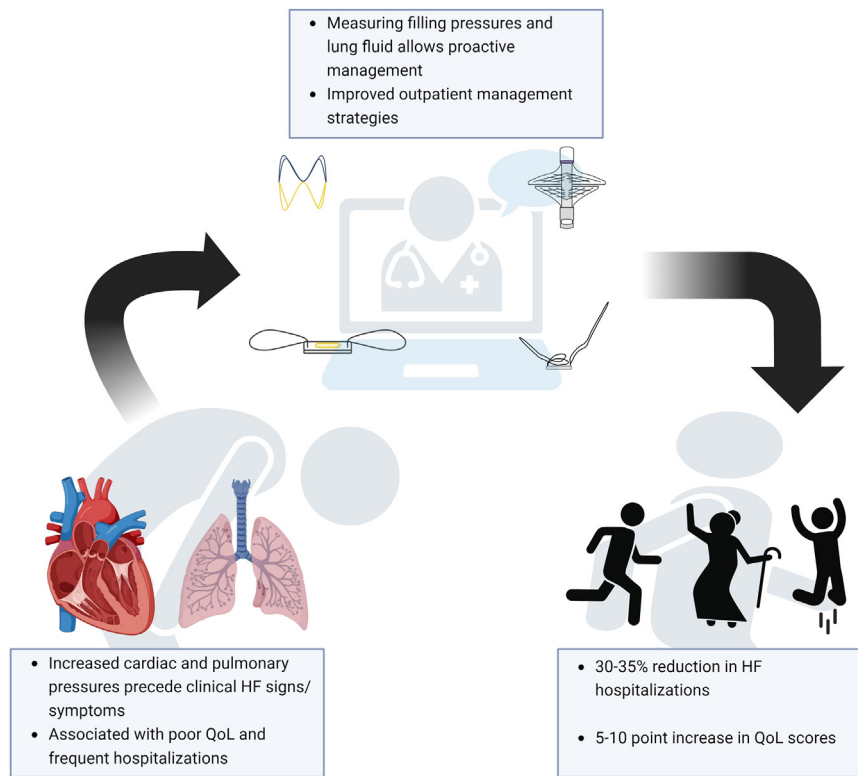 • Measuring filling pressures and
lung fluid allows proactive
management
• Improved outpatient management
strategies
• Increased cardiac and pulmonary
pressures precede clinical HF signs/
symptoms
• Associated with poor QoL and
frequent hospitalizations
• 30-35% reduction in HF
hospitalizations
• 5-10 point increase in QoL scores